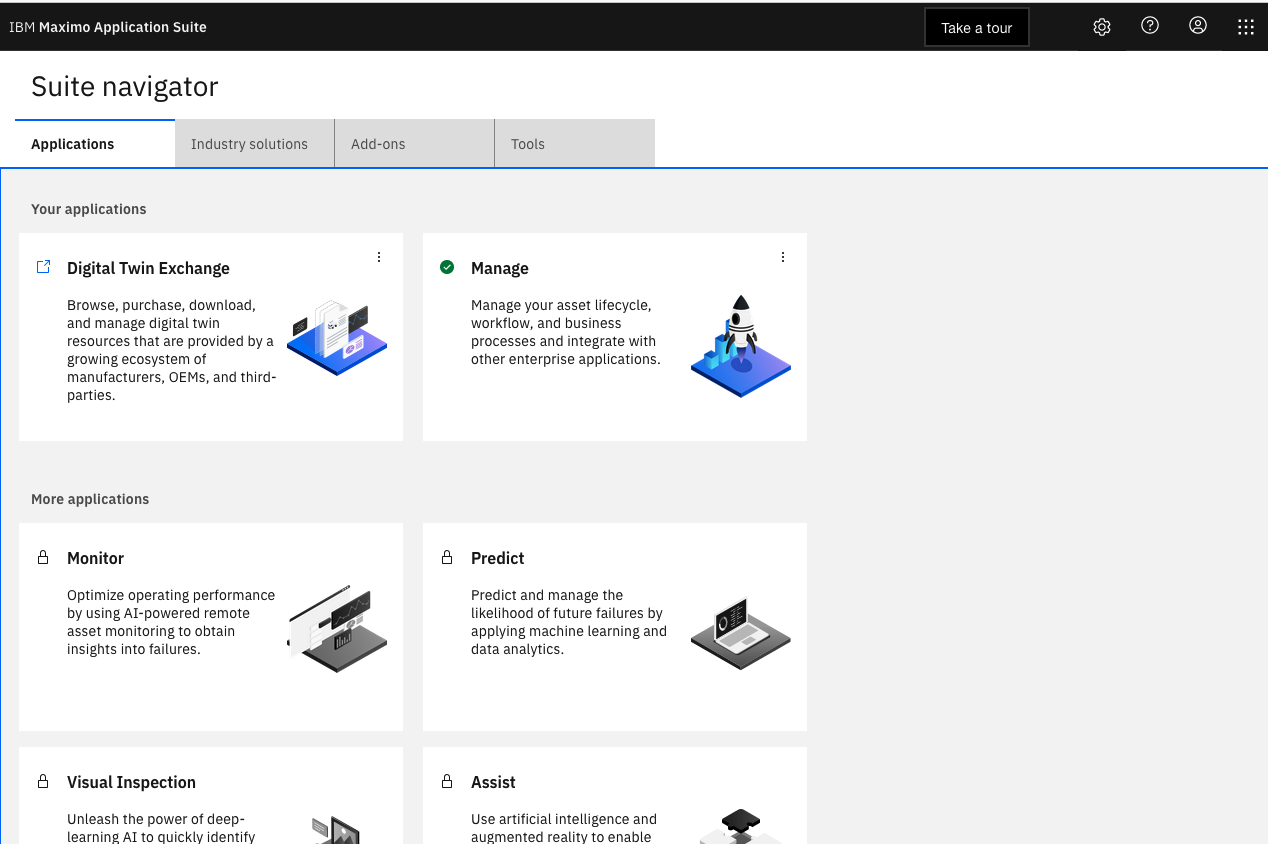 IBM Maximo Application Suite
Take a tour
Suite navigator
Applications
Industry solutions
Add-ons
Tools
Your applications
Digital Twin Exchange
Browse, purchase, download,
and manage digital twin
resources that are provided by a
growing ecosystem of
manufacturers, OEMs, and third-
parties.
Manage
Manage your asset lifecycle,
workflow, and business
processes and integrate with
other enterprise applications.
More applications
Monitor
Optimize operating performance
by using AI-powered remote
asset monitoring to obtain
insights into failures.
Predict
Predict and manage the
likelihood of future failures by
applying machine learning and
data analytics.
Visual Inspection
Unleash the power of deep-
learning AI to quickly identify
Assist
Use artificial intelligence and
augmented reality to enable